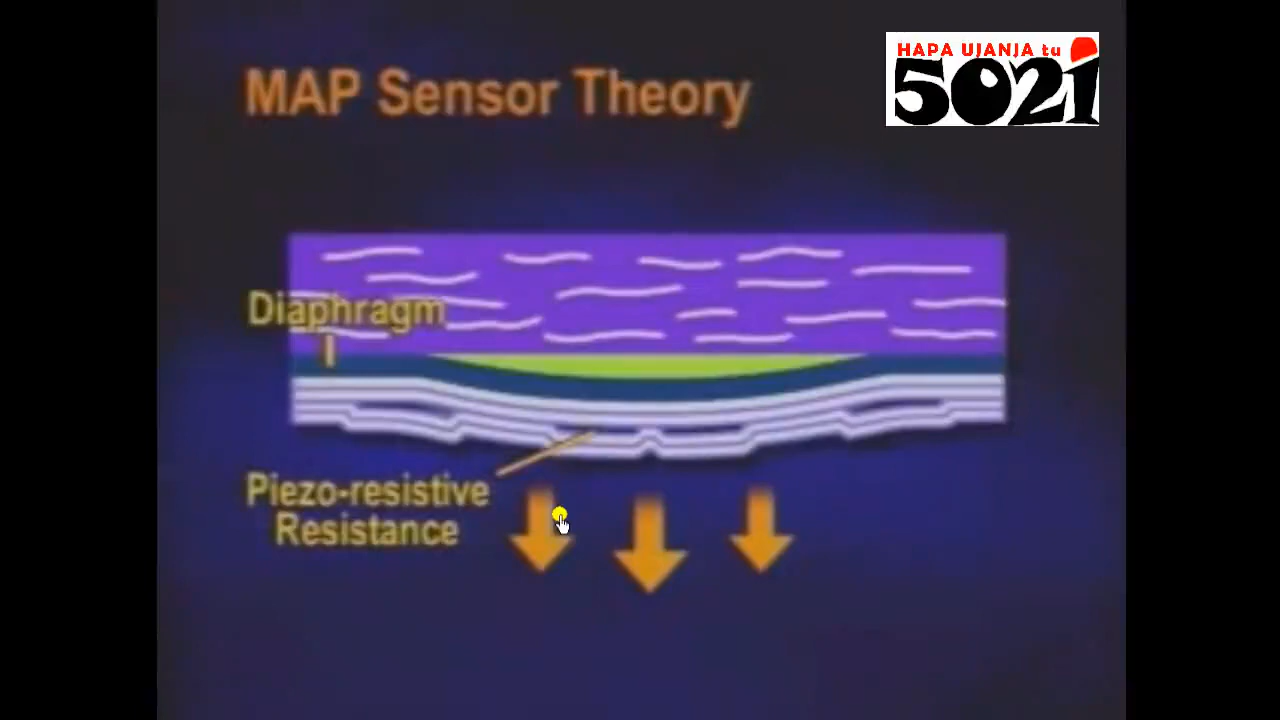 HAPA UJANJA tu
5021
MAP Sensor Theory
Diaphragm
Piezo-resistive
Resistance